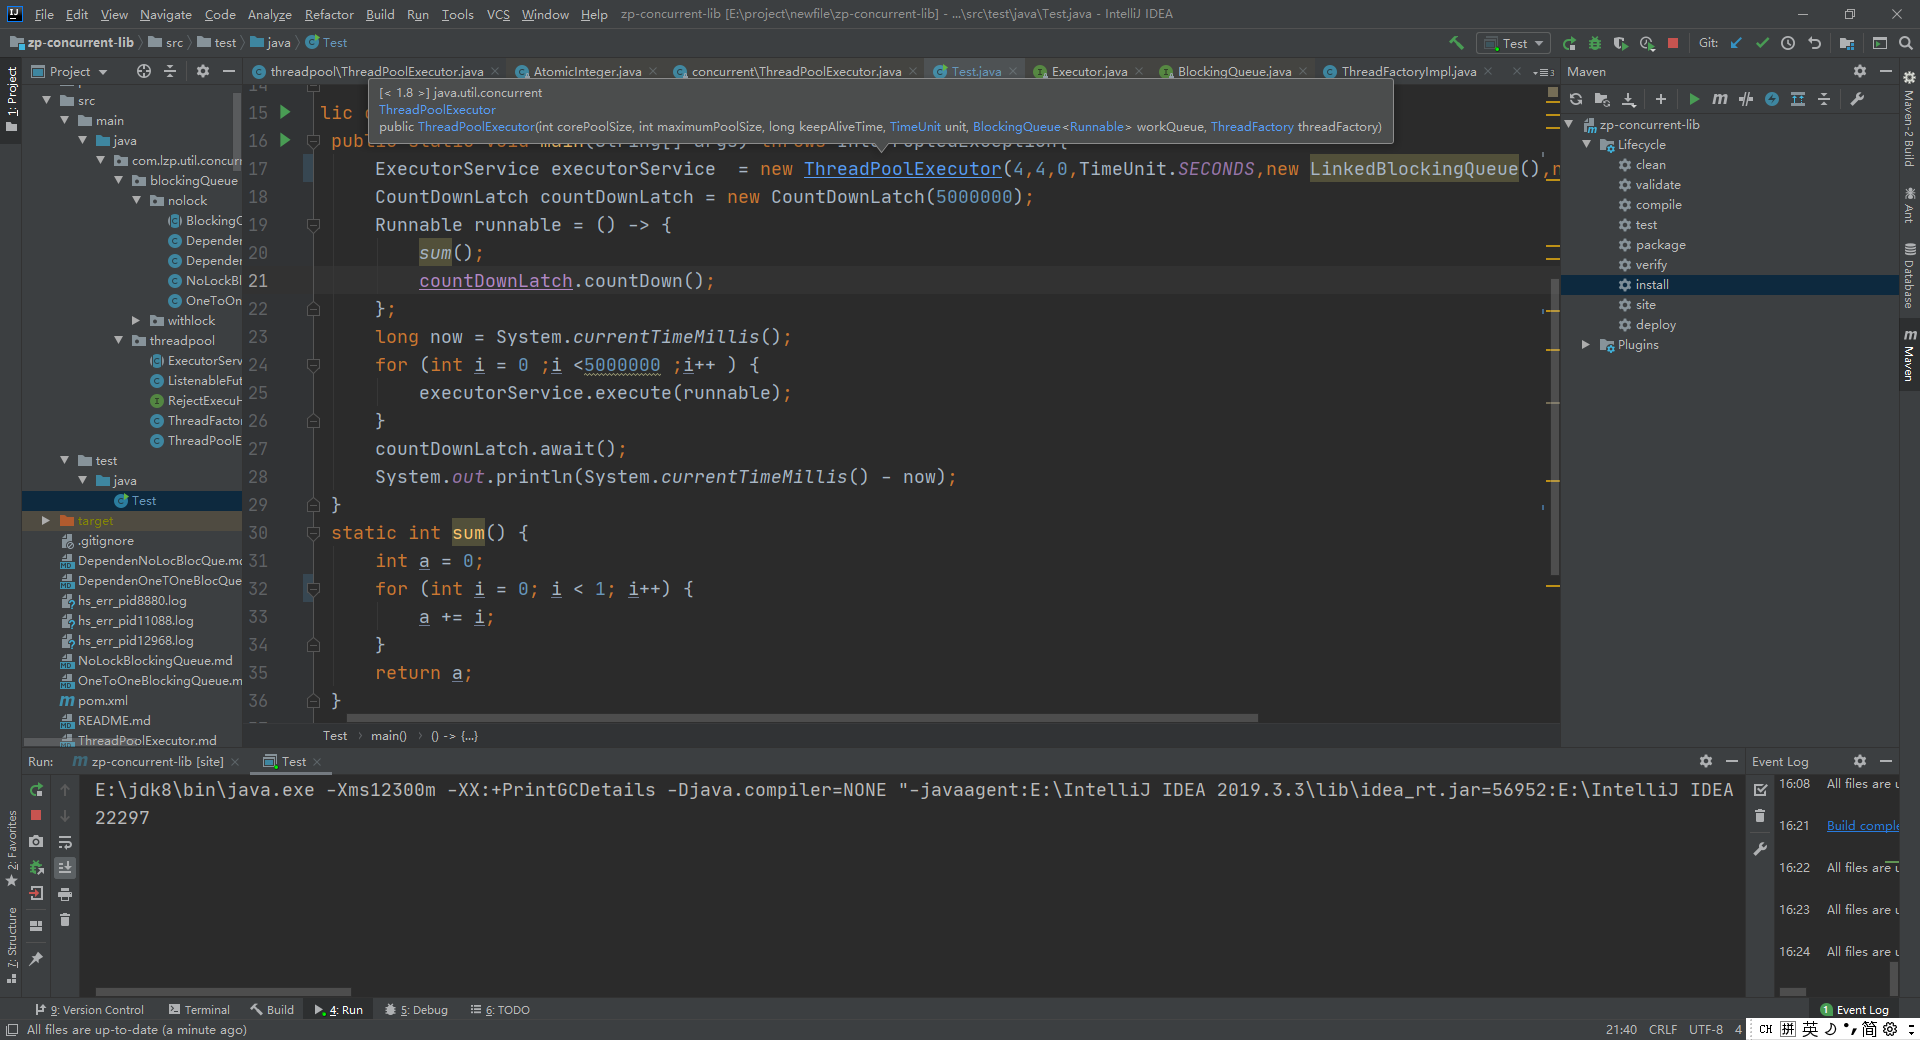 File Edit View Navigate Code Analyze Refactor Build Run Tools VCS Window Help zp-concurrent-lib [E:\project\newfile\zp-concurrent-lib] - ...\src\test\java\Test.java - IntelliJ IDEA
zp-concurrent-lib src test java Test
Test Git:
1: Project
Project
src
main
java
com.lzp.util.concurr
blockingQueue
nolock
BlockingQ
Depender
Depender
NoLockBl
OneToOn
withlock
threadpool
ExecutorServ
ListenableFut
RejectExecuH
ThreadFactor
ThreadPoolE
test
java
Test
target
.gitignore
DependenNoLocBlocQue.md
DependenOneTOneBlocQue
hs_err_pid8880.log
hs_err_pid11088.log
hs_err_pid12968.log
NoLockBlockingQueue.md
OneToOneBlockingQueue.m
pom.xml
README.md
ThreadPoolExecutor.md
threadpool\ThreadPoolExecutor.java AtomicInteger.java concurrent\ThreadPoolExecutor.java Test.java Executor.java BlockingQueue.java ThreadFactoryImpl.java
[< 1.8 >] java.util.concurrent
ThreadPoolExecutor
public ThreadPoolExecutor(int corePoolSize, int maximumPoolSize, long keepAliveTime, TimeUnit unit, BlockingQueue<Runnable> workQueue, ThreadFactory threadFactory)
14
15 lic c
16 public static void main(String[] args) throws InterruptedException{
17 ExecutorService executorService  = new ThreadPoolExecutor(4,4,0,TimeUnit.SECONDS,new LinkedBlockingQueue(),n
18 CountDownLatch countDownLatch = new CountDownLatch(5000000);
19 Runnable runnable = () -> {
20 sum();
21 countDownLatch.countDown();
22 };
23 long now = System.currentTimeMillis();
24 for (int i = 0 ;i <5000000 ;i++ ) {
25 executorService.execute(runnable);
26 }
27 countDownLatch.await();
28 System.out.println(System.currentTimeMillis() - now);
29 }
30 static int sum() {
31 int a = 0;
32 for (int i = 0; i < 1; i++) {
33 a += i;
34 }
35 return a;
36 }
Test main() () -> {...}
Maven
zp-concurrent-lib
Lifecycle
clean
validate
compile
test
package
verify
install
site
deploy
Plugins
Maven-2 Build
Ant
Database
Maven
Run: zp-concurrent-lib [site] Test
E:\jdk8\bin\java.exe -Xms12300m -XX:+PrintGCDetails -Djava.compiler=NONE "-javaagent:E:\IntelliJ IDEA 2019.3.3\lib\idea_rt.jar=56952:E:\IntelliJ IDEA
22297
2: Favorites
7: Structure
Event Log
16:08 All files are u
16:21 Build comple
16:22 All files are u
16:23 All files are u
16:24 All files are u
9: Version Control Terminal Build 4: Run 5: Debug 6: TODO 1 Event Log
All files are up-to-date (a minute ago) 21:40 CRLF UTF-8 4 CH 拼 英 简